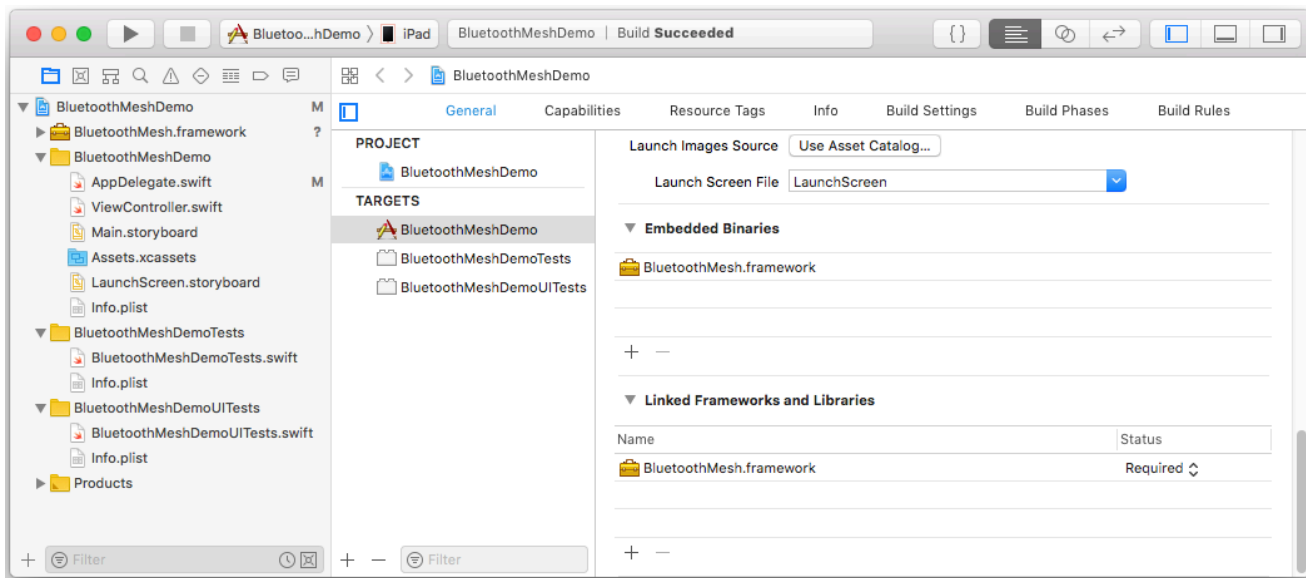 Bluetoo...hDemo 〉 iPad
BluetoothMeshDemo | Build Succeeded
{ }
BluetoothMeshDemo
General Capabilities Resource Tags Info Build Settings Build Phases Build Rules
BluetoothMeshDemo M
BluetoothMesh.framework ?
BluetoothMeshDemo
AppDelegate.swift M
ViewController.swift
Main.storyboard
Assets.xcassets
LaunchScreen.storyboard
Info.plist
BluetoothMeshDemoTests
BluetoothMeshDemoTests.swift
Info.plist
BluetoothMeshDemoUITests
BluetoothMeshDemoUITests.swift
Info.plist
Products
Filter
PROJECT
BluetoothMeshDemo
TARGETS
BluetoothMeshDemo
BluetoothMeshDemoTests
BluetoothMeshDemoUITests
Filter
Launch Images Source Use Asset Catalog...
Launch Screen File LaunchScreen
Embedded Binaries
BluetoothMesh.framework
Linked Frameworks and Libraries
Name Status
BluetoothMesh.framework Required